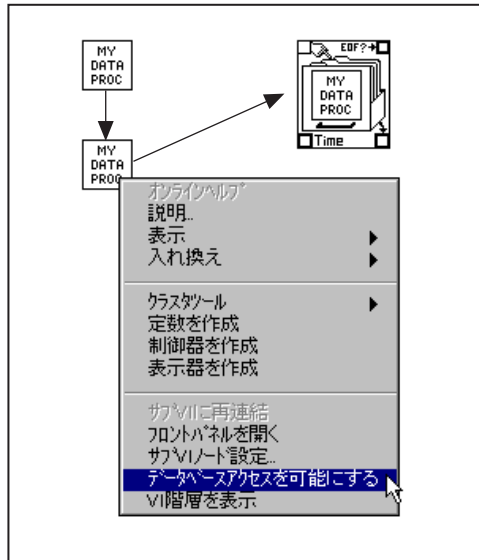 MY
DATA
PROC
EOF?
MY
DATA
PROC
Time
MY
DATA
PROC
オンラインヘルプ
説明...
表示
入れ換え
クラスタツール
定数を作成
制御器を作成
表示器を作成
サブVIに再連結
フロントパネルを開く
サブVIノード設定...
データベースアクセスを可能にする
VI階層を表示